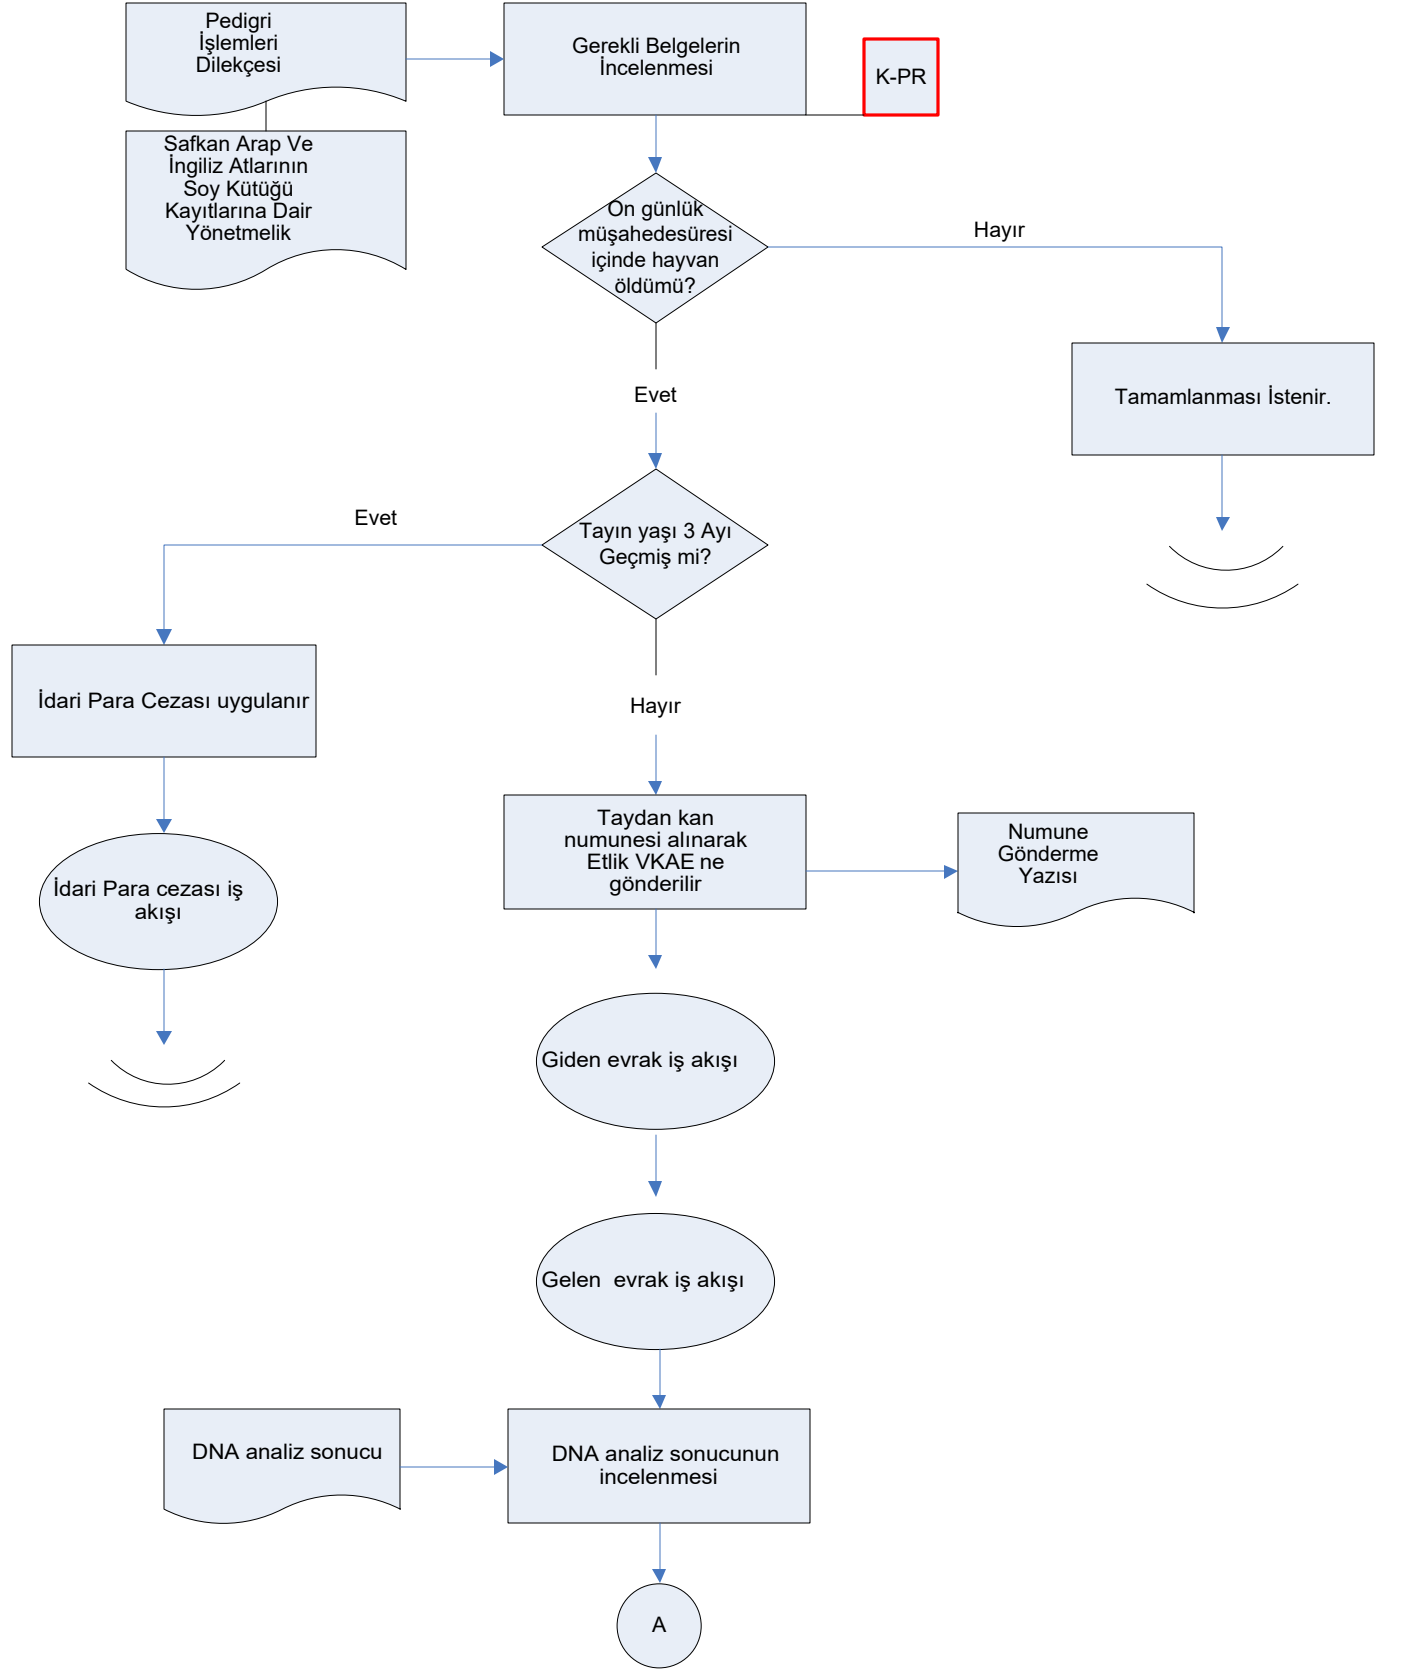 Pedigri
İşlemleri
Dilekçesi
Gerekli Belgelerin
İncelenmesi
K-PR
Safkan Arap Ve
İngiliz Atlarının
Soy Kütüğü
Kayıtlarına Dair
Yönetmelik
On günlük
müşahedesüresi
içinde hayvan
öldümü?
Hayır
Tamamlanması İstenir.
Evet
Tayın yaşı 3 Ayı
Geçmiş mi?
Evet
İdari Para Cezası uygulanır
Hayır
Taydan kan
numunesi alınarak
Etlik VKAE ne
gönderilir
Numune
Gönderme
Yazısı
İdari Para cezası iş
akışı
Giden evrak iş akışı
Gelen  evrak iş akışı
DNA analiz sonucu
DNA analiz sonucunun
incelenmesi
A